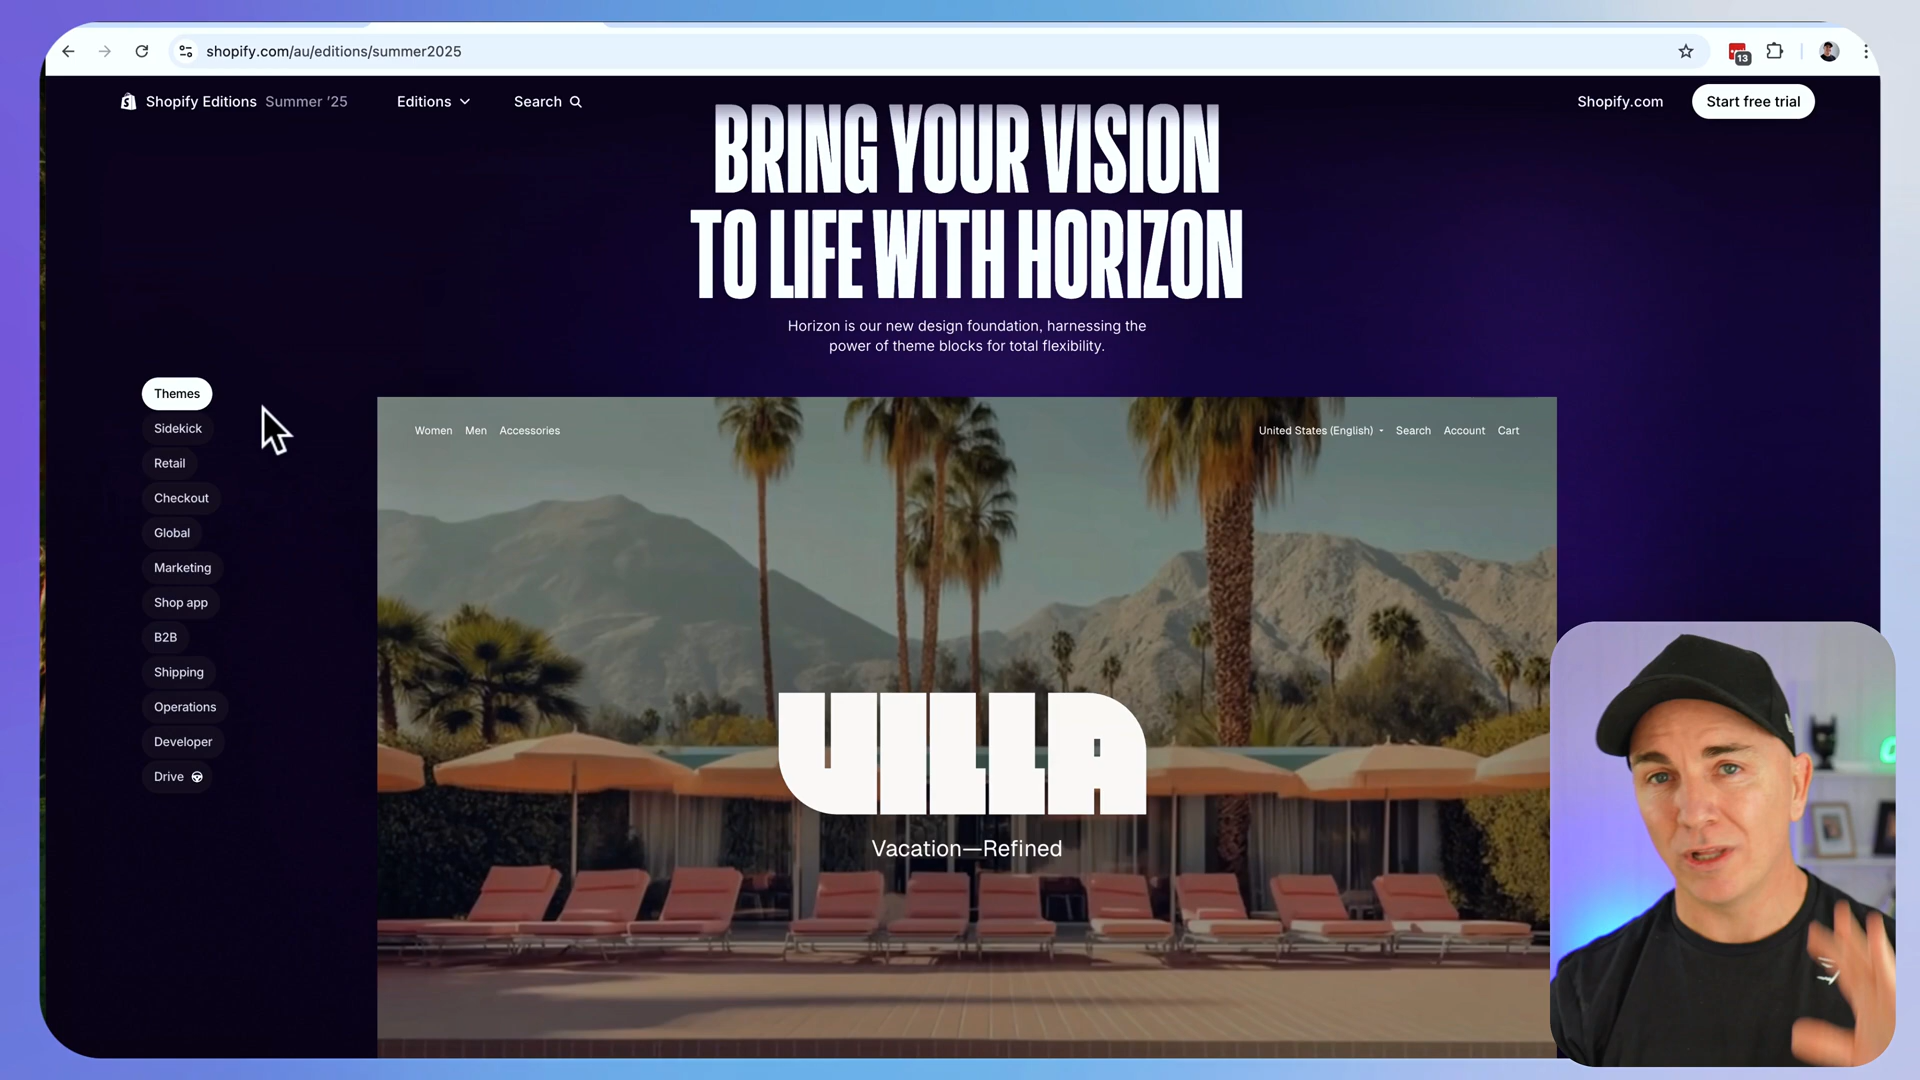 shopify.com/au/editions/summer2025
13
Shopify Editions Summer ’25
Editions
Search
Shopify.com
Start free trial
BRING YOUR VISION
TO LIFE WITH HORIZON
Horizon is our new design foundation, harnessing the
power of theme blocks for total flexibility.
Themes
Sidekick
Retail
Checkout
Global
Marketing
Shop app
B2B
Shipping
Operations
Developer
Drive
Women Men Accessories
United States (English) Search Account Cart
VILLA
Vacation—Refined